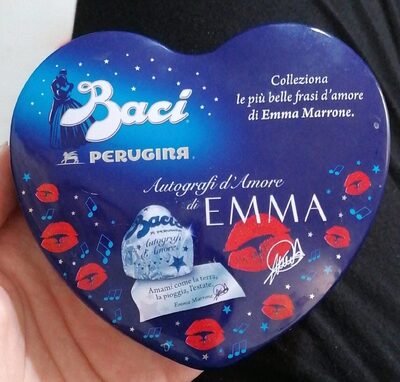 Baci
PERUGINA
Colleziona
le più belle frasi d'amore
di Emma Marrone.
Autografi d'Amore
di EMMA
Baci
PERUGINA
Autografi
d'Amore
Amami come la terra,
la pioggia, l'estate.
Emma Marrone